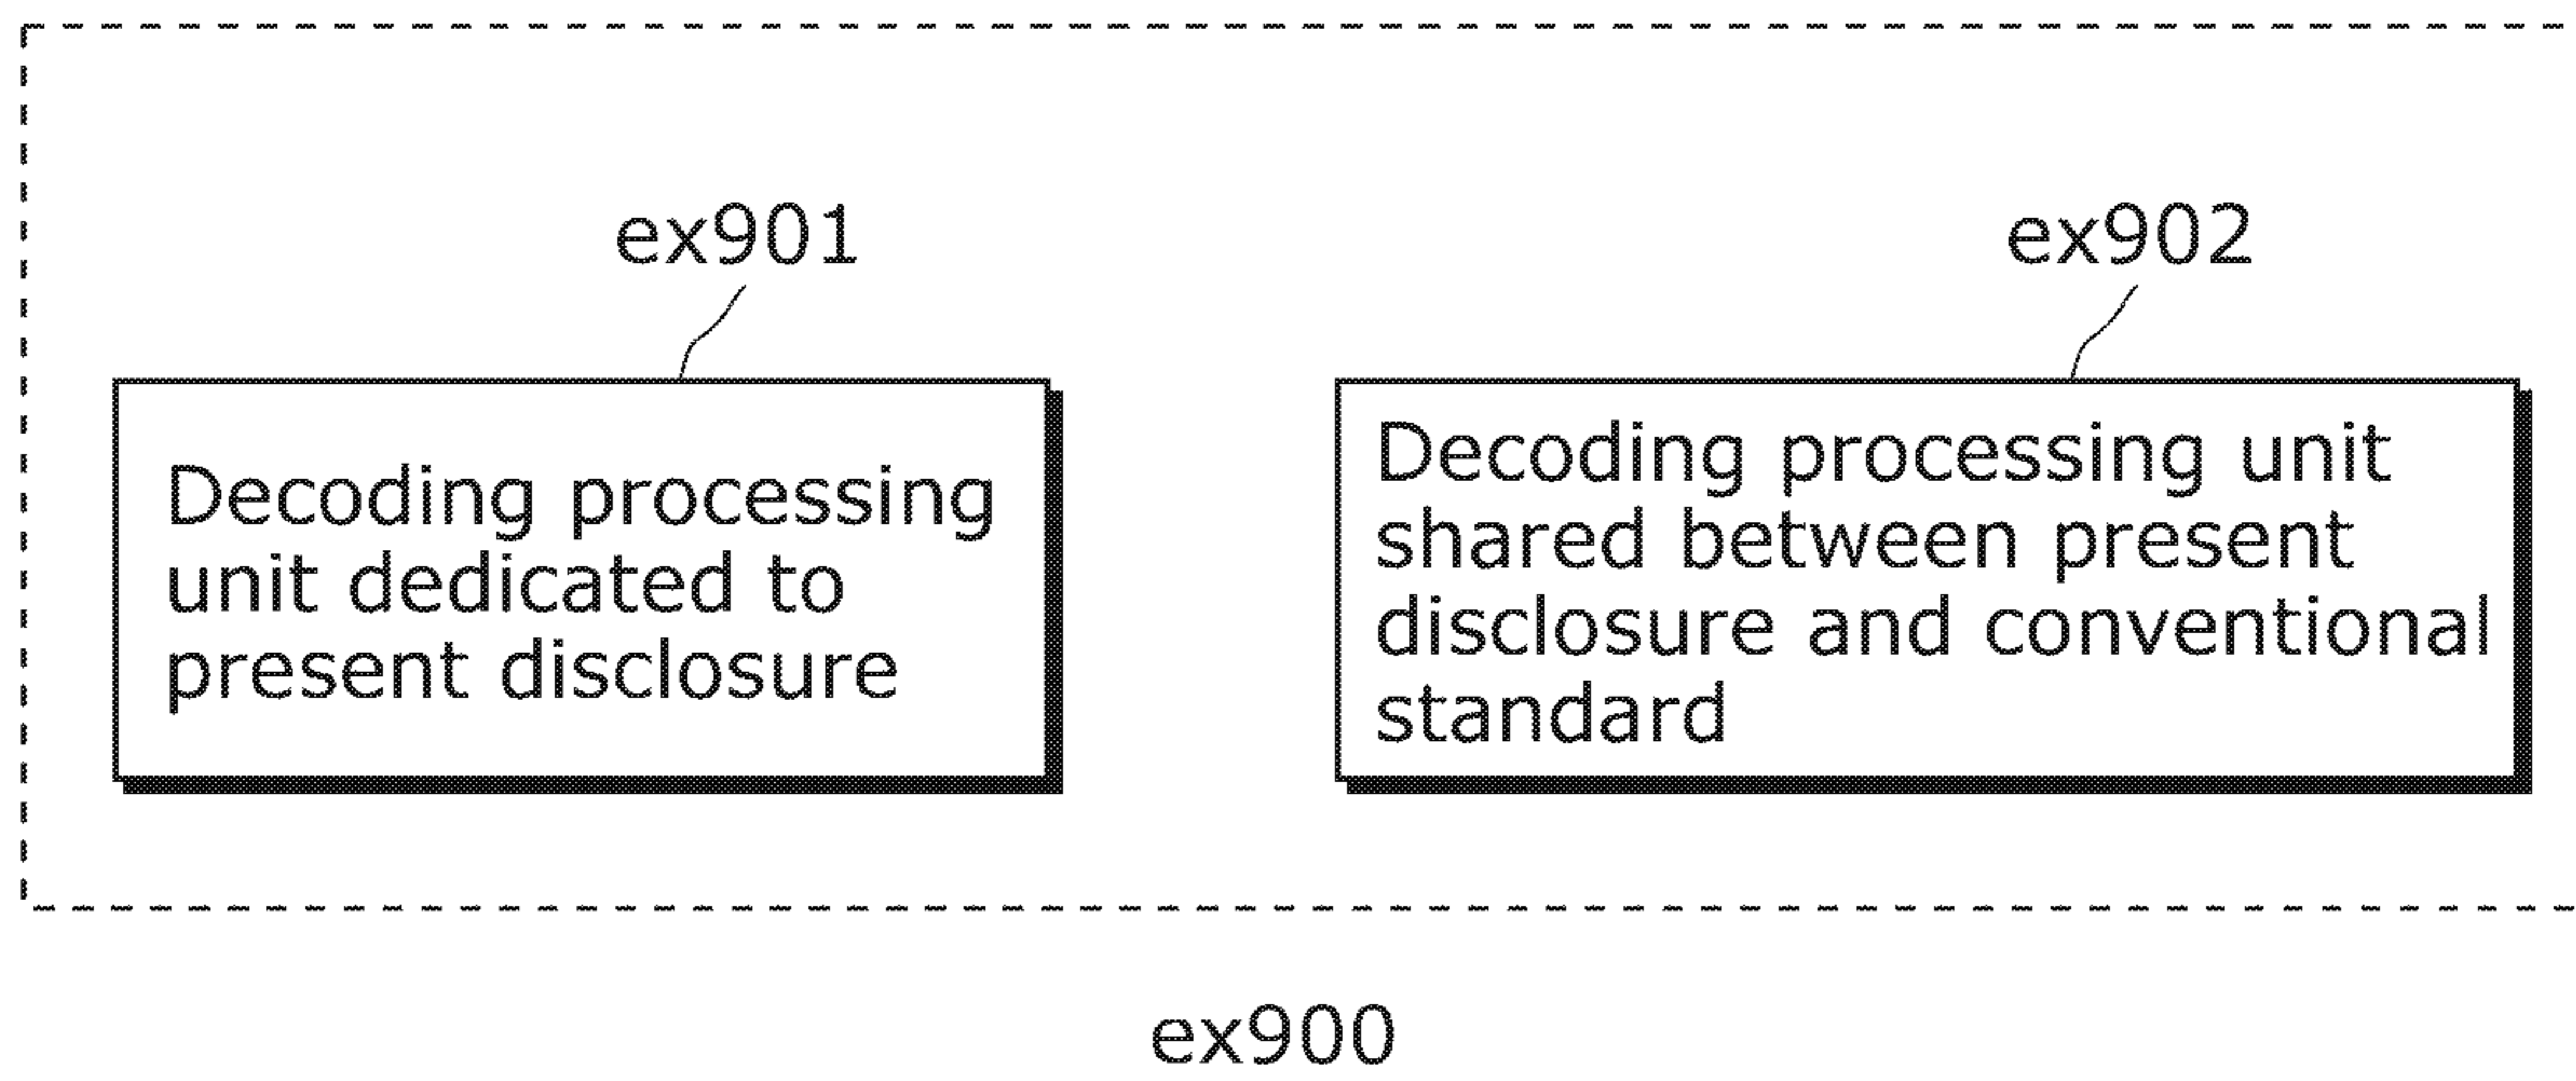 ex901
ex902
Decoding processing
unit dedicated to
present disclosure
Decoding processing unit
shared between present
disclosure and conventional
standard
ex900